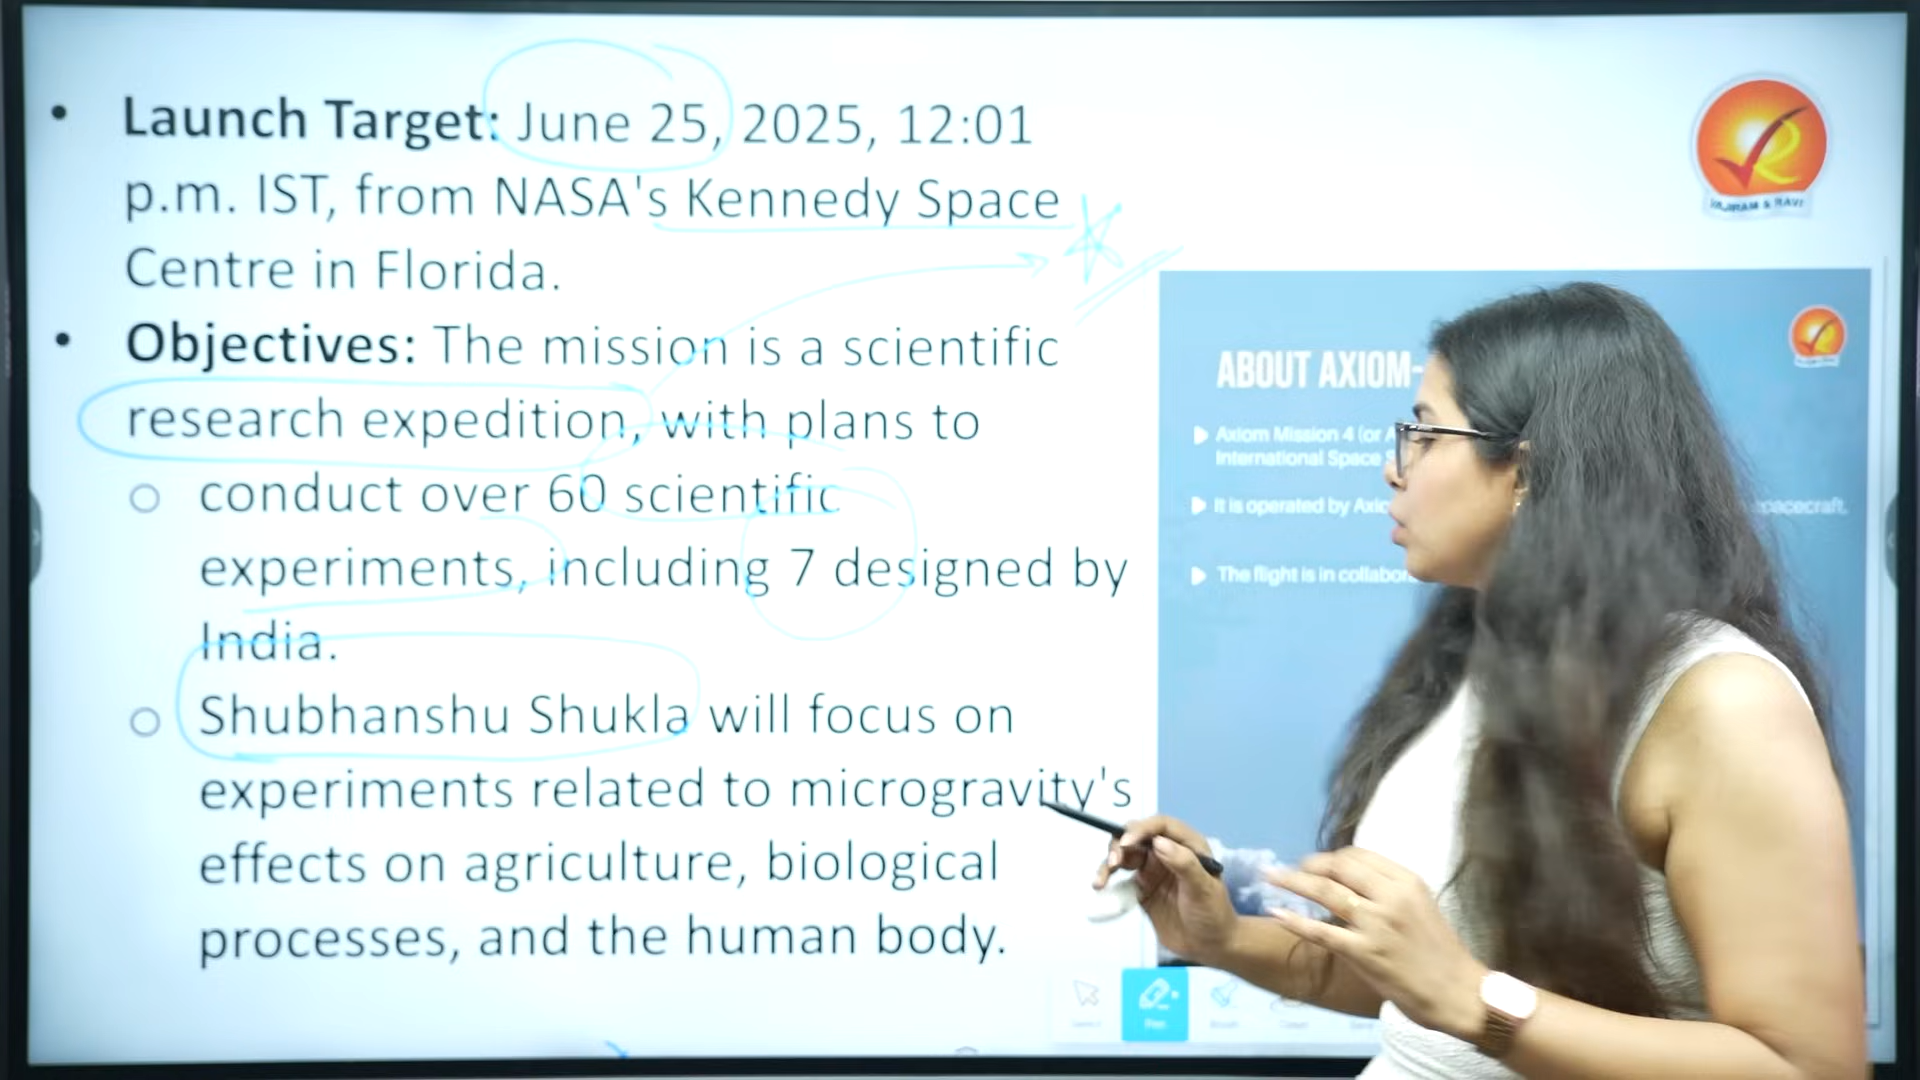 • Launch Target: June 25, 2025, 12:01
p.m. IST, from NASA's Kennedy Space
Centre in Florida.
• Objectives: The mission is a scientific
research expedition, with plans to
o conduct over 60 scientific
experiments, including 7 designed by
India.
o Shubhanshu Shukla will focus on
experiments related to microgravity's
effects on agriculture, biological
processes, and the human body.
VAJIRAM & RAVI
ABOUT AXIOM-
Axiom Mission 4 (or A
International Space S
It is operated by Axio spacecraft,
The flight is in collabor
Pen